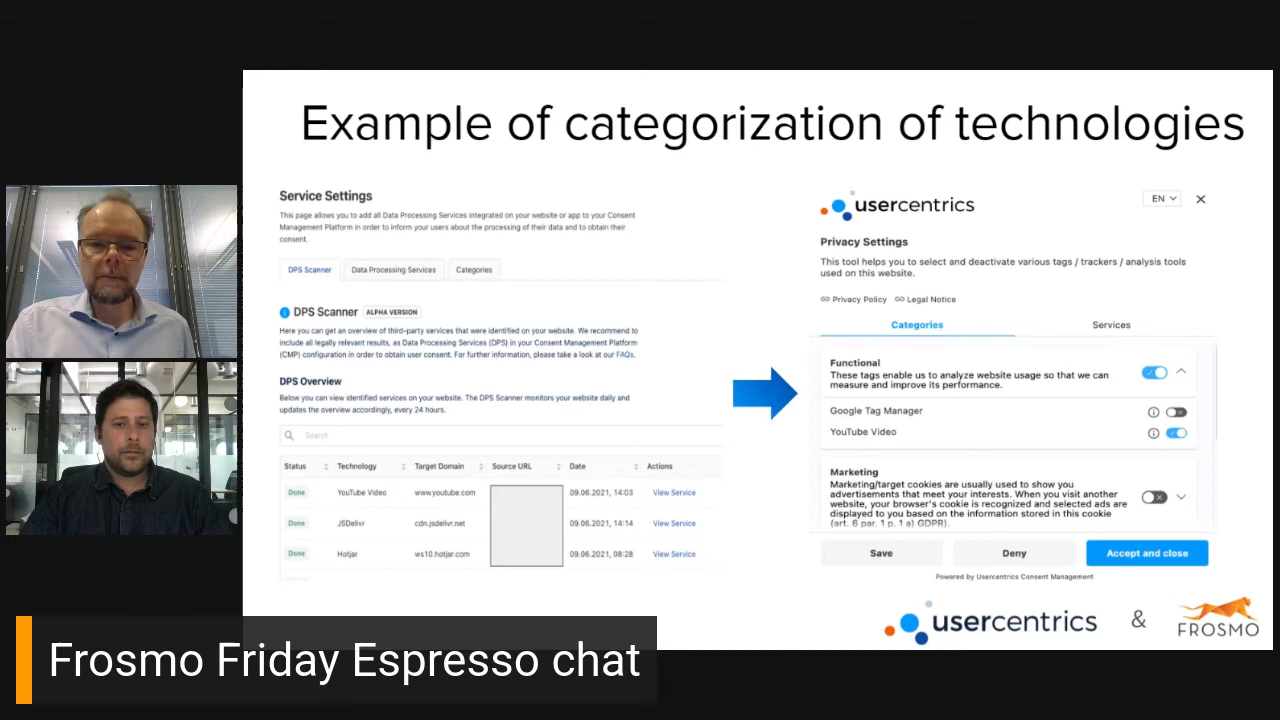 Example of categorization of technologies
Service Settings
This page allows you to add all Data Processing Services integrated on your website or app to your Consent
Management Platform in order to inform your users about the processing of their data and to obtain their
consent.
DPS Scanner
Data Processing Services
Categories
DPS Scanner ALPHA VERSION
Here you can get an overview of third-party services that were identified on your website. We recommend to
include all legally relevant results, as Data Processing Services (DPS) in your Consent Management Platform
(CMP) configuration in order to obtain user consent. For further information, please take a look at our FAQs.
DPS Overview
Below you can view identified services on your website. The DPS Scanner monitors your website daily and
updates the overview accordingly, every 24 hours.
Search
Status Technology Target Domain Source URL Date Actions
Done YouTube Video www.youtube.com 09.06.2021, 14:03 View Service
Done JSDelivr cdn.jsdelivr.net 09.06.2021, 14:14 View Service
Done Hotjar ws10.hotjar.com 09.06.2021, 08:28 View Service
usercentrics
EN
Privacy Settings
This tool helps you to select and deactivate various tags / trackers / analysis tools
used on this website.
Privacy Policy Legal Notice
Categories Services
Functional
These tags enable us to analyze website usage so that we can
measure and improve its performance.
Google Tag Manager
YouTube Video
Marketing
Marketing/target cookies are usually used to show you
advertisements that meet your interests. When you visit another
website, your browser's cookie is recognized and selected ads are
displayed to you based on the information stored in this cookie
(art. 6 par. 1 p. 1 a) GDPR).
Save Deny Accept and close
Powered by Usercentrics Consent Management
usercentrics & FROSMO
Frosmo Friday Espresso chat